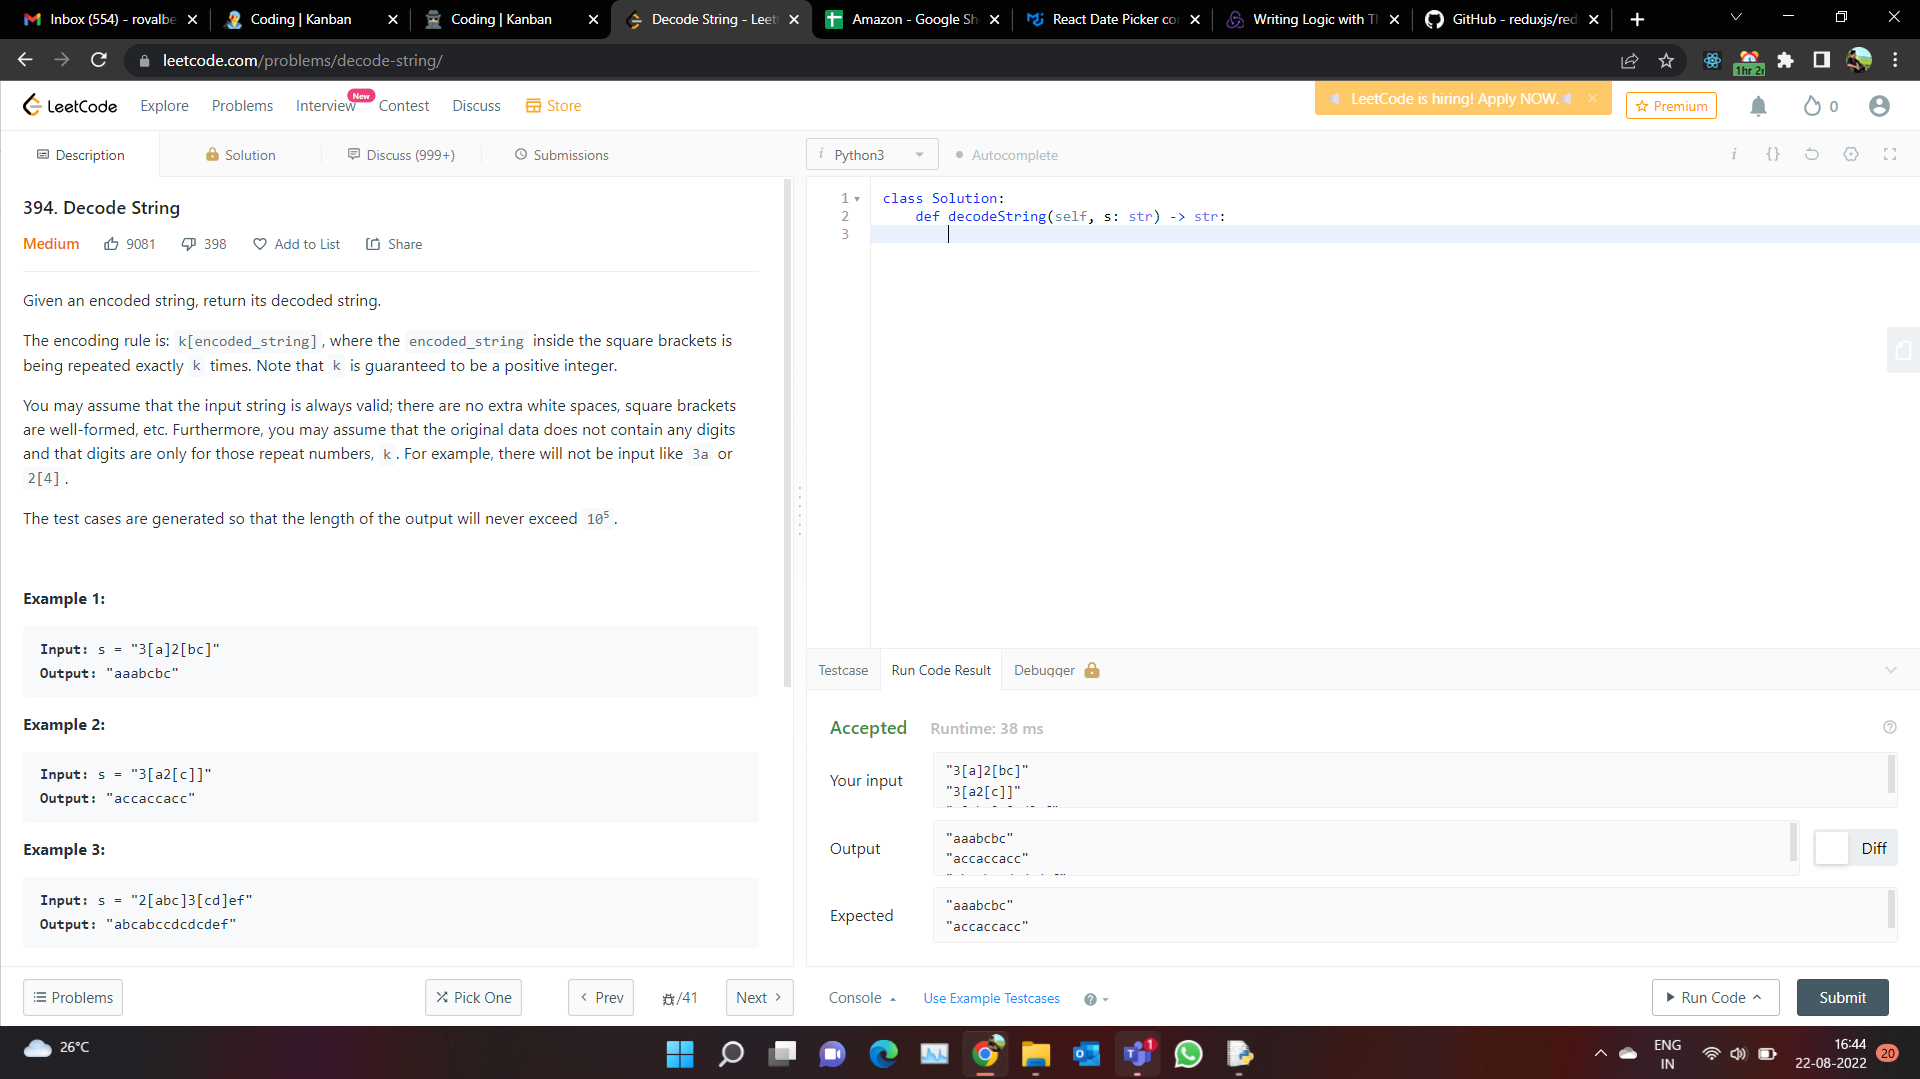 Inbox (554) - rovalbe
Coding | Kanban
Coding | Kanban
Decode String - Leet
Amazon - Google Sh
React Date Picker co
Writing Logic with Th
GitHub - reduxjs/red
leetcode.com/problems/decode-string/
1hr 2
LeetCode
Explore
Problems
Interview
New
Contest
Discuss
Store
LeetCode is hiring! Apply NOW.
Premium
0
Description
Solution
Discuss (999+)
Submissions
i Python3
Autocomplete
394. Decode String
Medium
9081
398
Add to List
Share
Given an encoded string, return its decoded string.
The encoding rule is: k[encoded_string], where the encoded_string inside the square brackets is
being repeated exactly k times. Note that k is guaranteed to be a positive integer.
You may assume that the input string is always valid; there are no extra white spaces, square brackets
are well-formed, etc. Furthermore, you may assume that the original data does not contain any digits
and that digits are only for those repeat numbers, k. For example, there will not be input like 3a or
2[4].
The test cases are generated so that the length of the output will never exceed 10⁵.
Example 1:
Input: s = "3[a]2[bc]"
Output: "aaabcbc"
Example 2:
Input: s = "3[a2[c]]"
Output: "accaccacc"
Example 3:
Input: s = "2[abc]3[cd]ef"
Output: "abcabccdcdcdef"
Problems
Pick One
Prev
/41
Next
1 class Solution:
2 def decodeString(self, s: str) -> str:
3
Testcase
Run Code Result
Debugger
Accepted
Runtime: 38 ms
Your input
"3[a]2[bc]"
"3[a2[c]]"
Output
"aaabcbc"
"accaccacc"
Diff
Expected
"aaabcbc"
"accaccacc"
Console
Use Example Testcases
Run Code
Submit
26°C
1
ENG
IN
16:44
22-08-2022
20